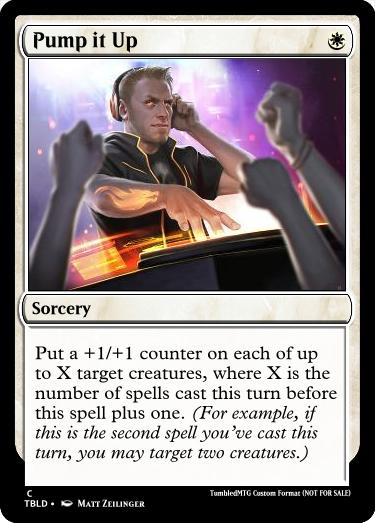 Pump it Up
Sorcery
Put a +1/+1 counter on each of up
to X target creatures, where X is the
number of spells cast this turn before
this spell plus one. (For example, if
this is the second spell you've cast this
turn, you may target two creatures.)
C
TBLD • Matt Zeilinger
TumbledMTG Custom Format (NOT FOR SALE)